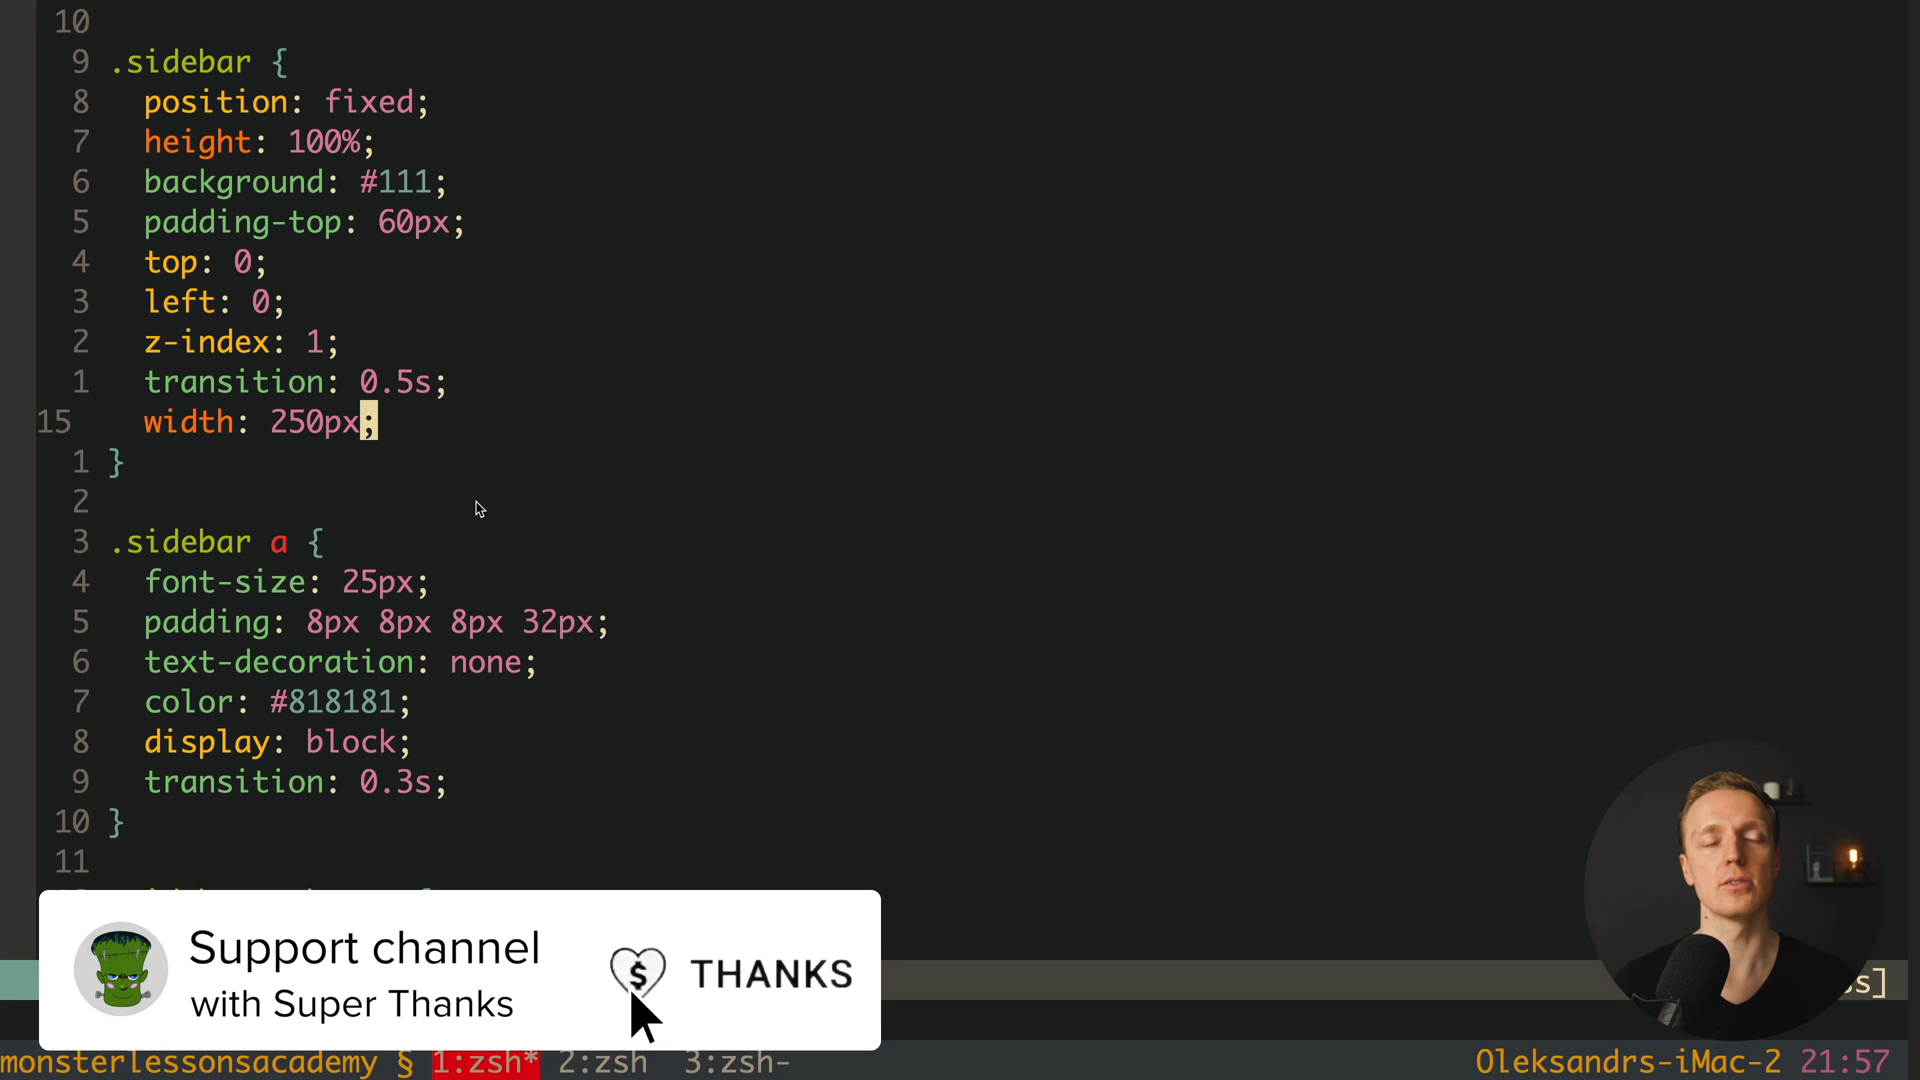 10
9 .sidebar {
8 position: fixed;
7 height: 100%;
6 background: #111;
5 padding-top: 60px;
4 top: 0;
3 left: 0;
2 z-index: 1;
1 transition: 0.5s;
15 width: 250px;
1 }
2
3 .sidebar a {
4 font-size: 25px;
5 padding: 8px 8px 8px 32px;
6 text-decoration: none;
7 color: #818181;
8 display: block;
9 transition: 0.3s;
10 }
11
Support channel
with Super Thanks
$ THANKS
s]
monsterlessonsacademy § 1:zsh* 2:zsh 3:zsh- Oleksandrs-iMac-2 21:57